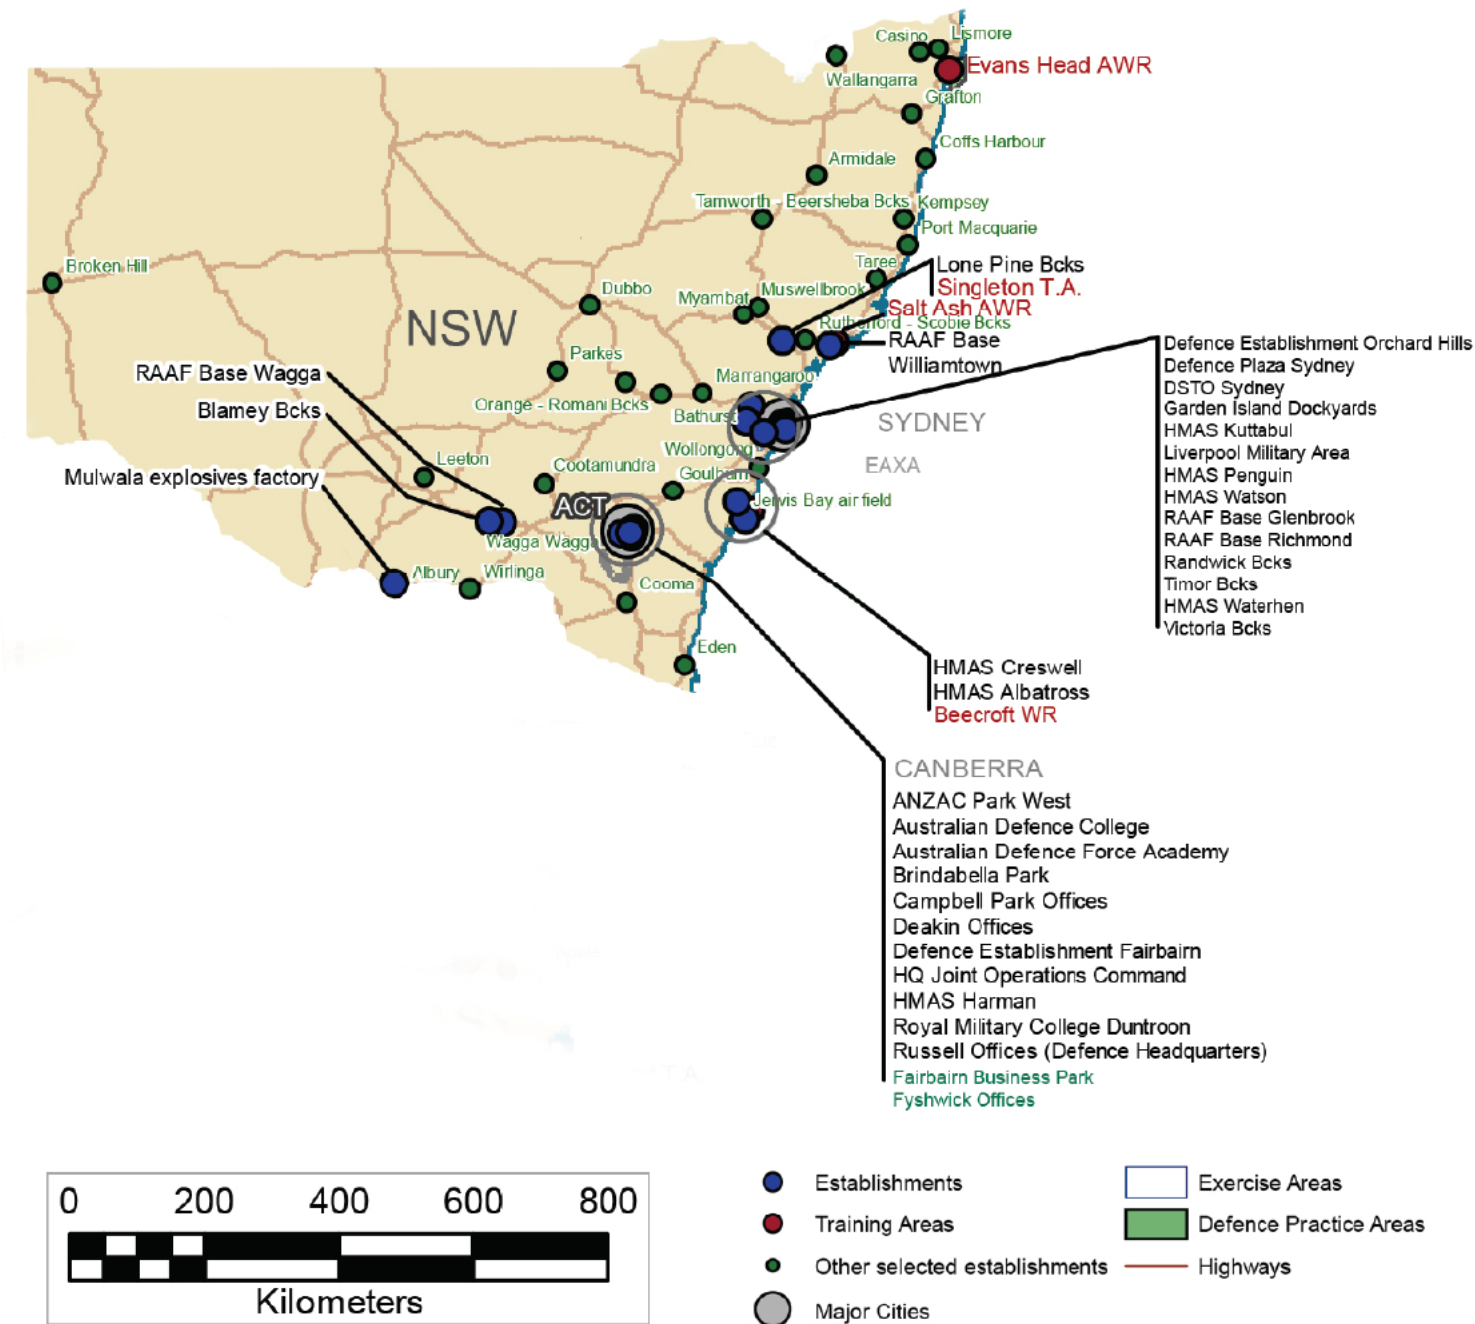 Casino
Lismore
Evans Head AWR
Wallangarra
Grafton
Coffs Harbour
Armidale
Tamworth - Beersheba Bcks
Kempsey
Port Macquarie
Broken Hill
Taree
Lone Pine Bcks
Singleton T.A.
Dubbo
Myambat
Muswellbrook
Salt Ash AWR
NSW
Rutherford - Scobie Bcks
RAAF Base
Williamtown
Parkes
Marrangaroo
Orange - Romani Bcks
Bathurst
RAAF Base Wagga
Blamey Bcks
Mulwala explosives factory
Leeton
Cootamundra
Wollongong
Goulburn
SYDNEY
EAXA
ACT
Jervis Bay air field
Wagga Wagga
Albury
Wirlinga
Cooma
Eden
Defence Establishment Orchard Hills
Defence Plaza Sydney
DSTO Sydney
Garden Island Dockyards
HMAS Kuttabul
Liverpool Military Area
HMAS Penguin
HMAS Watson
RAAF Base Glenbrook
RAAF Base Richmond
Randwick Bcks
Timor Bcks
HMAS Waterhen
Victoria Bcks
HMAS Creswell
HMAS Albatross
Beecroft WR
CANBERRA
ANZAC Park West
Australian Defence College
Australian Defence Force Academy
Brindabella Park
Campbell Park Offices
Deakin Offices
Defence Establishment Fairbairn
HQ Joint Operations Command
HMAS Harman
Royal Military College Duntroon
Russell Offices (Defence Headquarters)
Fairbairn Business Park
Fyshwick Offices
0 200 400 600 800
Kilometers
Establishments
Training Areas
Other selected establishments
Major Cities
Exercise Areas
Defence Practice Areas
Highways